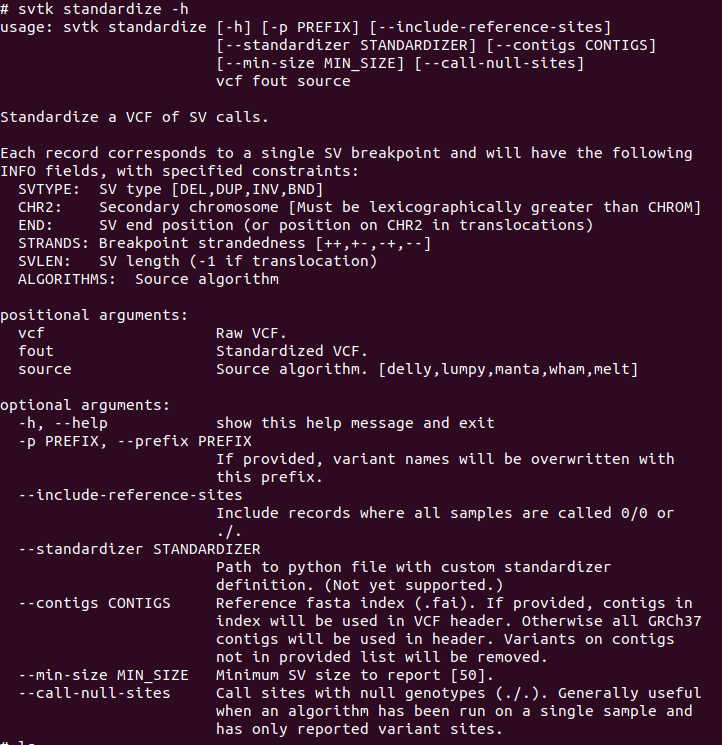 # svtk standardize -h
usage: svtk standardize [-h] [-p PREFIX] [--include-reference-sites]
[--standardizer STANDARDIZER] [--contigs CONTIGS]
[--min-size MIN_SIZE] [--call-null-sites]
vcf fout source
Standardize a VCF of SV calls.
Each record corresponds to a single SV breakpoint and will have the following
INFO fields, with specified constraints:
SVTYPE:  SV type [DEL,DUP,INV,BND]
CHR2:    Secondary chromosome [Must be lexicographically greater than CHROM]
END:     SV end position (or position on CHR2 in translocations)
STRANDS: Breakpoint strandedness [++,+-,-+,--]
SVLEN:   SV length (-1 if translocation)
ALGORITHMS:  Source algorithm
positional arguments:
vcf                   Raw VCF.
fout                  Standardized VCF.
source                Source algorithm. [delly,lumpy,manta,wham,melt]
optional arguments:
-h, --help            show this help message and exit
-p PREFIX, --prefix PREFIX
If provided, variant names will be overwritten with
this prefix.
--include-reference-sites
Include records where all samples are called 0/0 or
./.
--standardizer STANDARDIZER
Path to python file with custom standardizer
definition. (Not yet supported.)
--contigs CONTIGS     Reference fasta index (.fai). If provided, contigs in
index will be used in VCF header. Otherwise all GRCh37
contigs will be used in header. Variants on contigs
not in provided list will be removed.
--min-size MIN_SIZE   Minimum SV size to report [50].
--call-null-sites     Call sites with null genotypes (./.). Generally useful
when an algorithm has been run on a single sample and
has only reported variant sites.